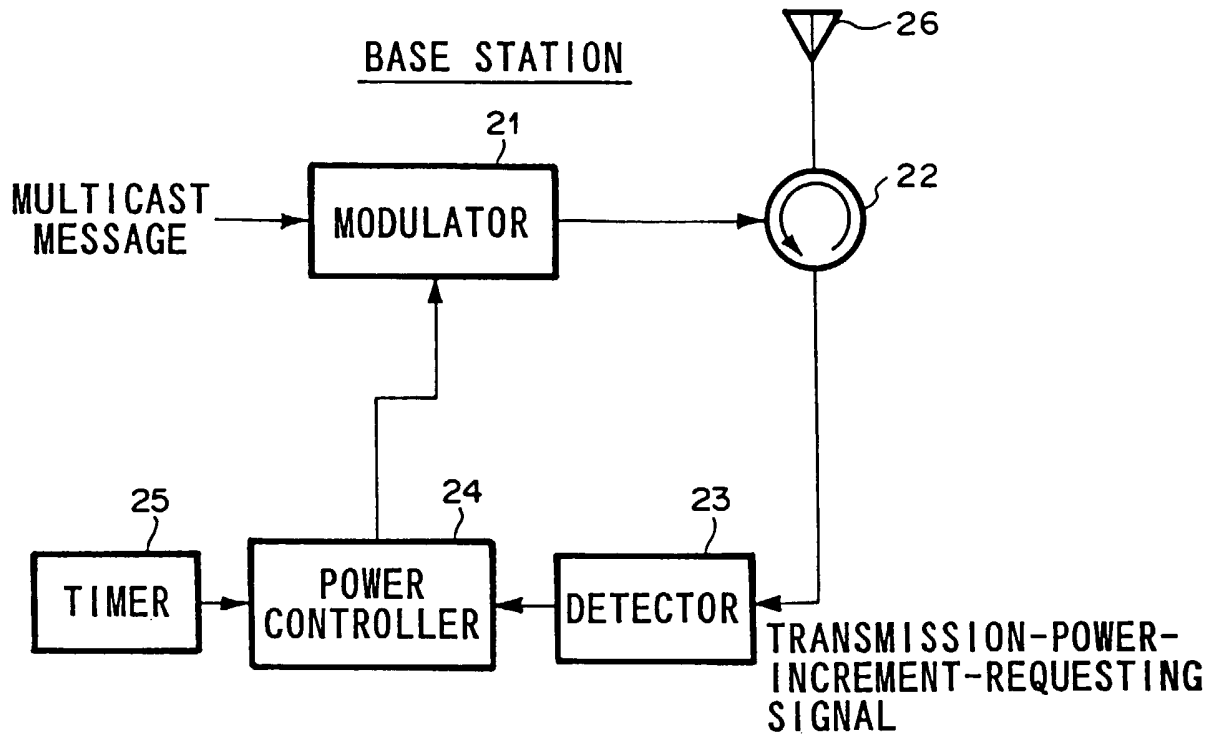 26
BASE STATION
21
MULTICAST
MESSAGE
MODULATOR
22
25
24
23
TIMER
POWER
CONTROLLER
DETECTOR
TRANSMISSION-POWER-
INCREMENT-REQUESTING
SIGNAL